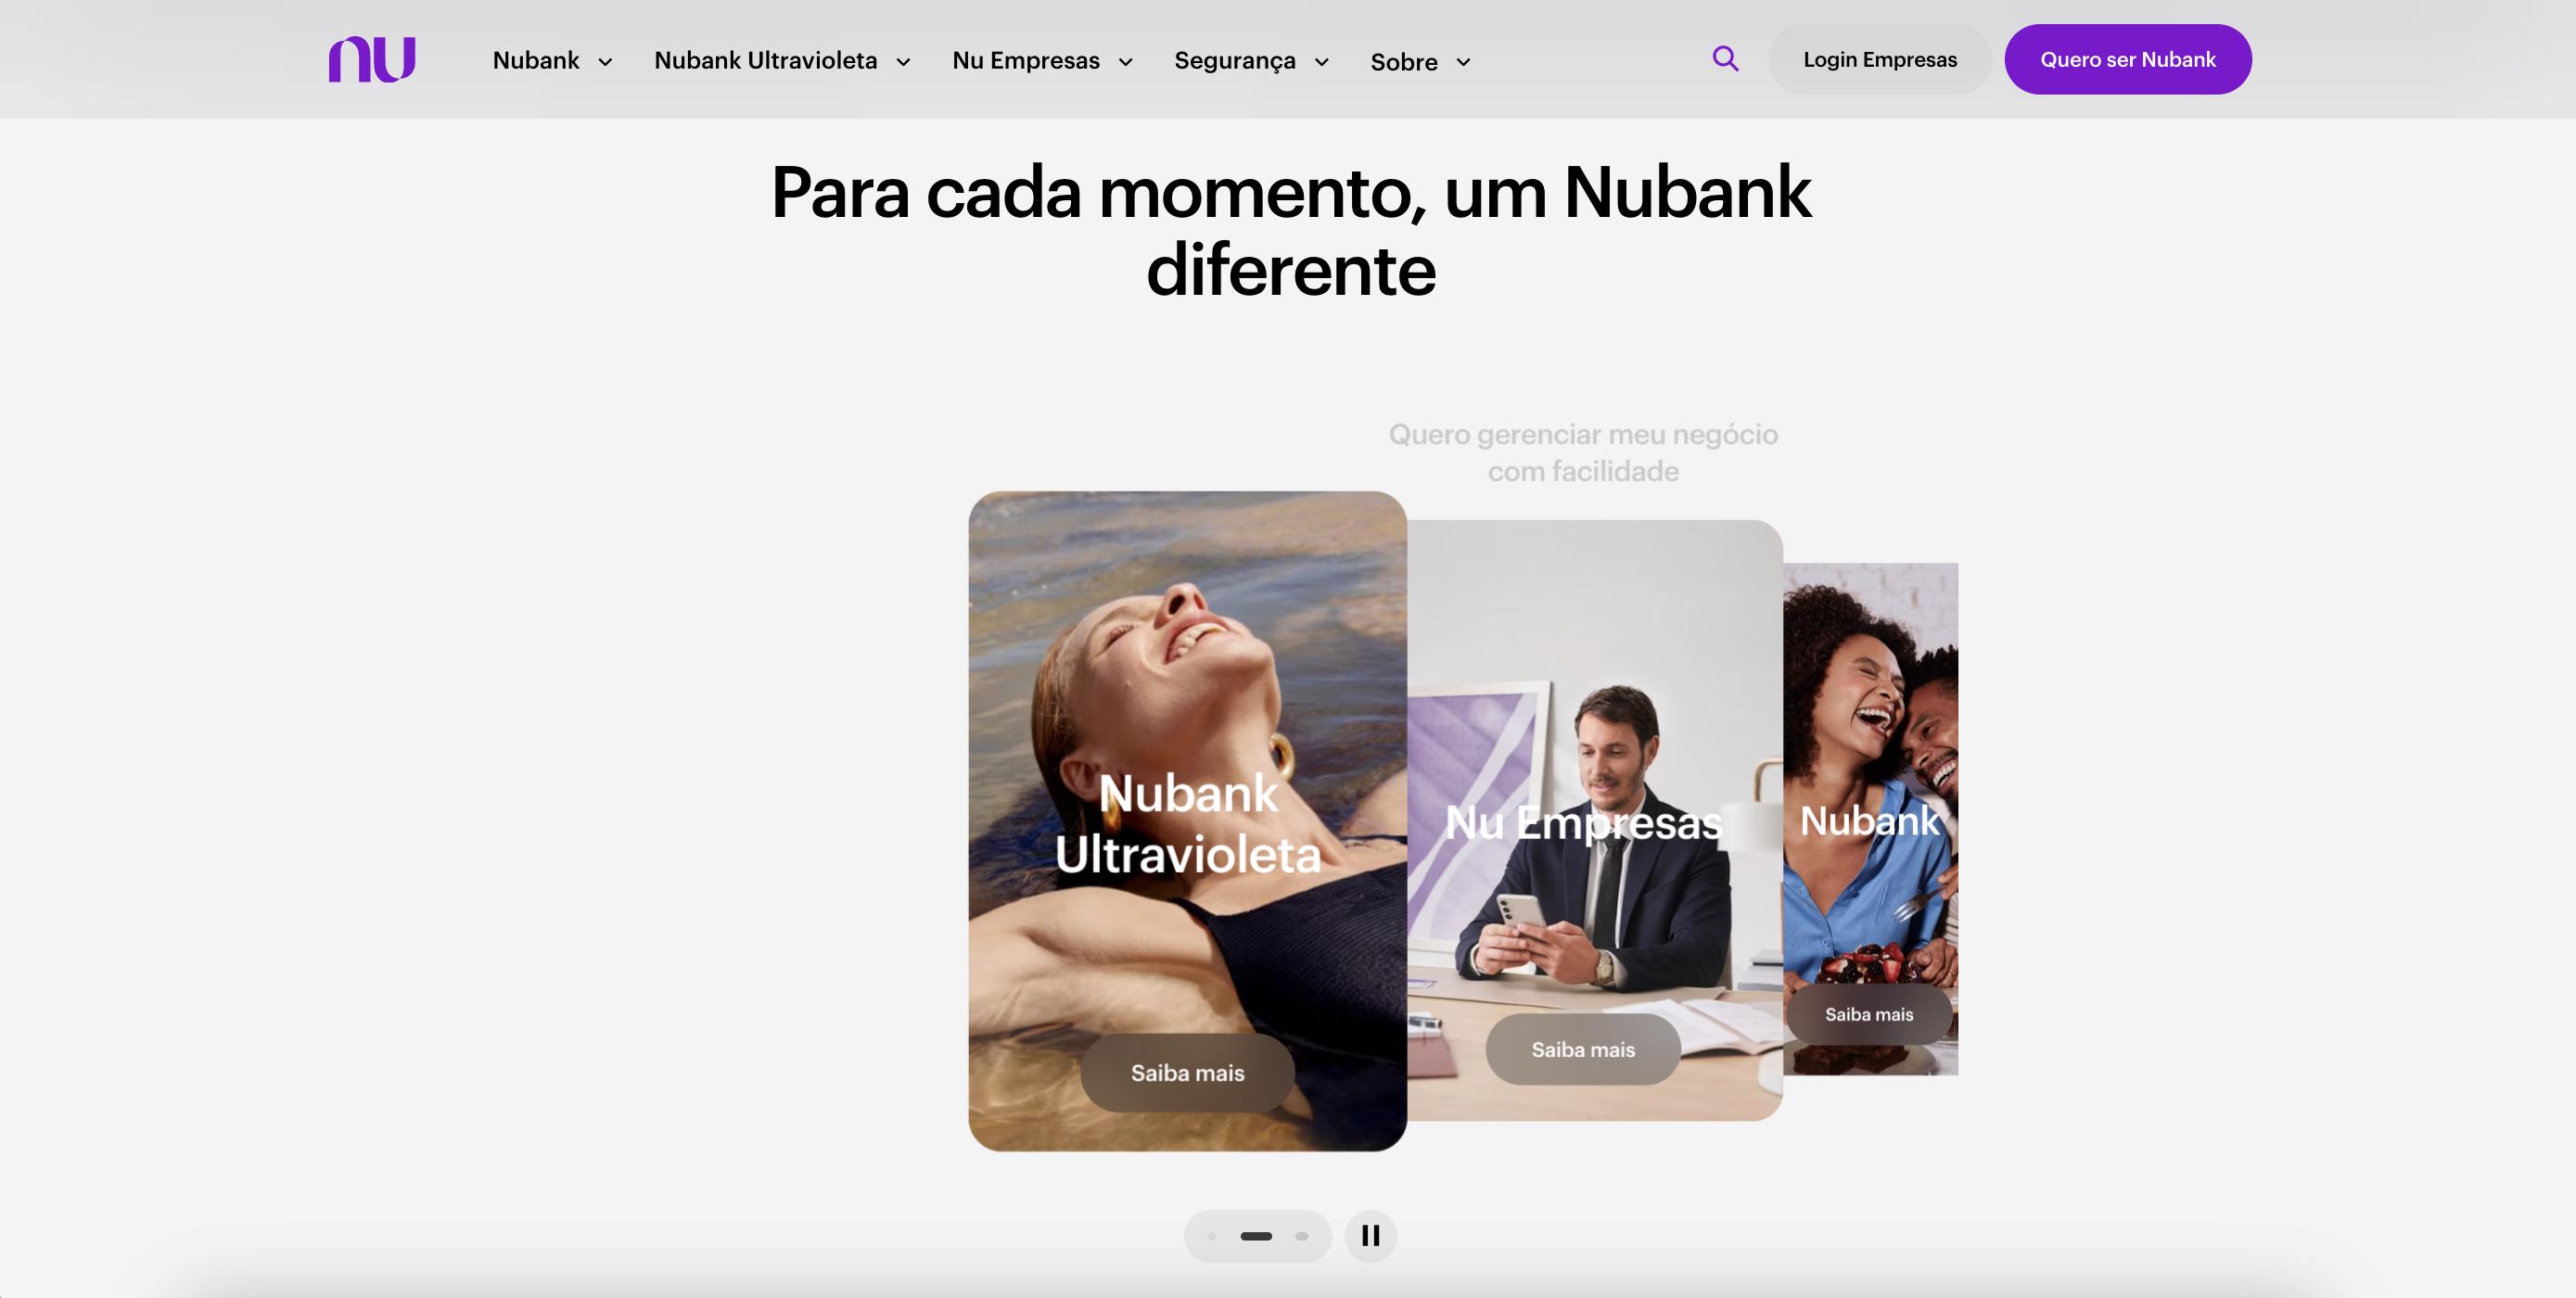 nu
Nubank
Nubank Ultravioleta
Nu Empresas
Segurança
Sobre
Login Empresas
Quero ser Nubank
Para cada momento, um Nubank
diferente
Quero gerenciar meu negócio
com facilidade
Nubank
Ultravioleta
Saiba mais
Nu Empresas
Saiba mais
Nubank
Saiba mais